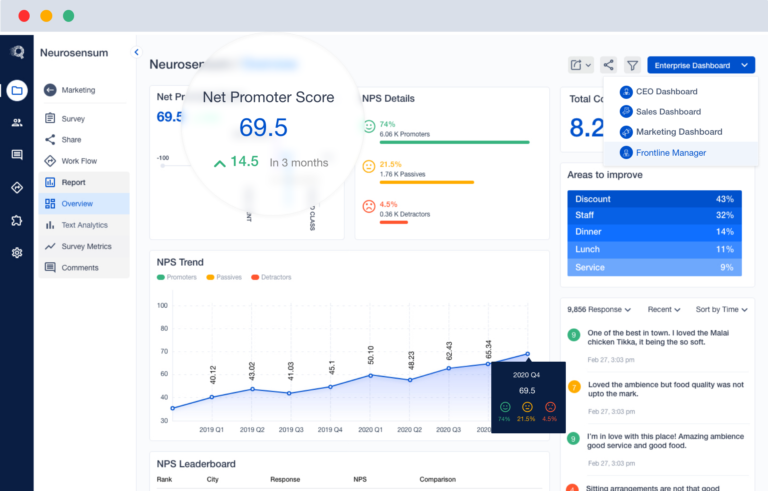 Neurosensum
Marketing
Survey
Share
Work Flow
Report
Overview
Text Analytics
Survey Metrics
Comments
Neurosensum
Enterprise Dashboard
CEO Dashboard
Sales Dashboard
Marketing Dashboard
Frontline Manager
Net Pr
69.5
-100
Net Promoter Score
69.5
14.5 In 3 months
CLASS
NPS Details
74%
6.06 K Promoters
21.5%
1.76 K Passives
4.5%
0.36 K Detractors
Total Co
8.2
Areas to improve
Discount 43%
Staff 32%
Dinner 14%
Lunch 11%
Service 9%
NPS Trend
Promoters Passives Detractors
100
80
70
60
50
40
30
40.12
43.02
41.03
45.1
50.10
48.23
62.43
65.34
2019 Q1 2019 Q2 2019 Q3 2019 Q4 2020 Q1 2020 Q2 2020 Q3 2020
2020 Q4
69.5
74% 21.5% 4.5%
9,856 Response Recent Sort by Time
9
One of the best in town. I loved the Malai
chicken Tikka, it being the so soft.
Feb 27, 3:03 pm
7
Loved the ambience but food quality was not
upto the mark.
Feb 27, 3:03 pm
9
I'm in love with this place! Amazing ambience
good service and good food.
Feb 27, 3:03 pm
Sitting arrangements are not that good
NPS Leaderboard
Rank City Response NPS Comparison